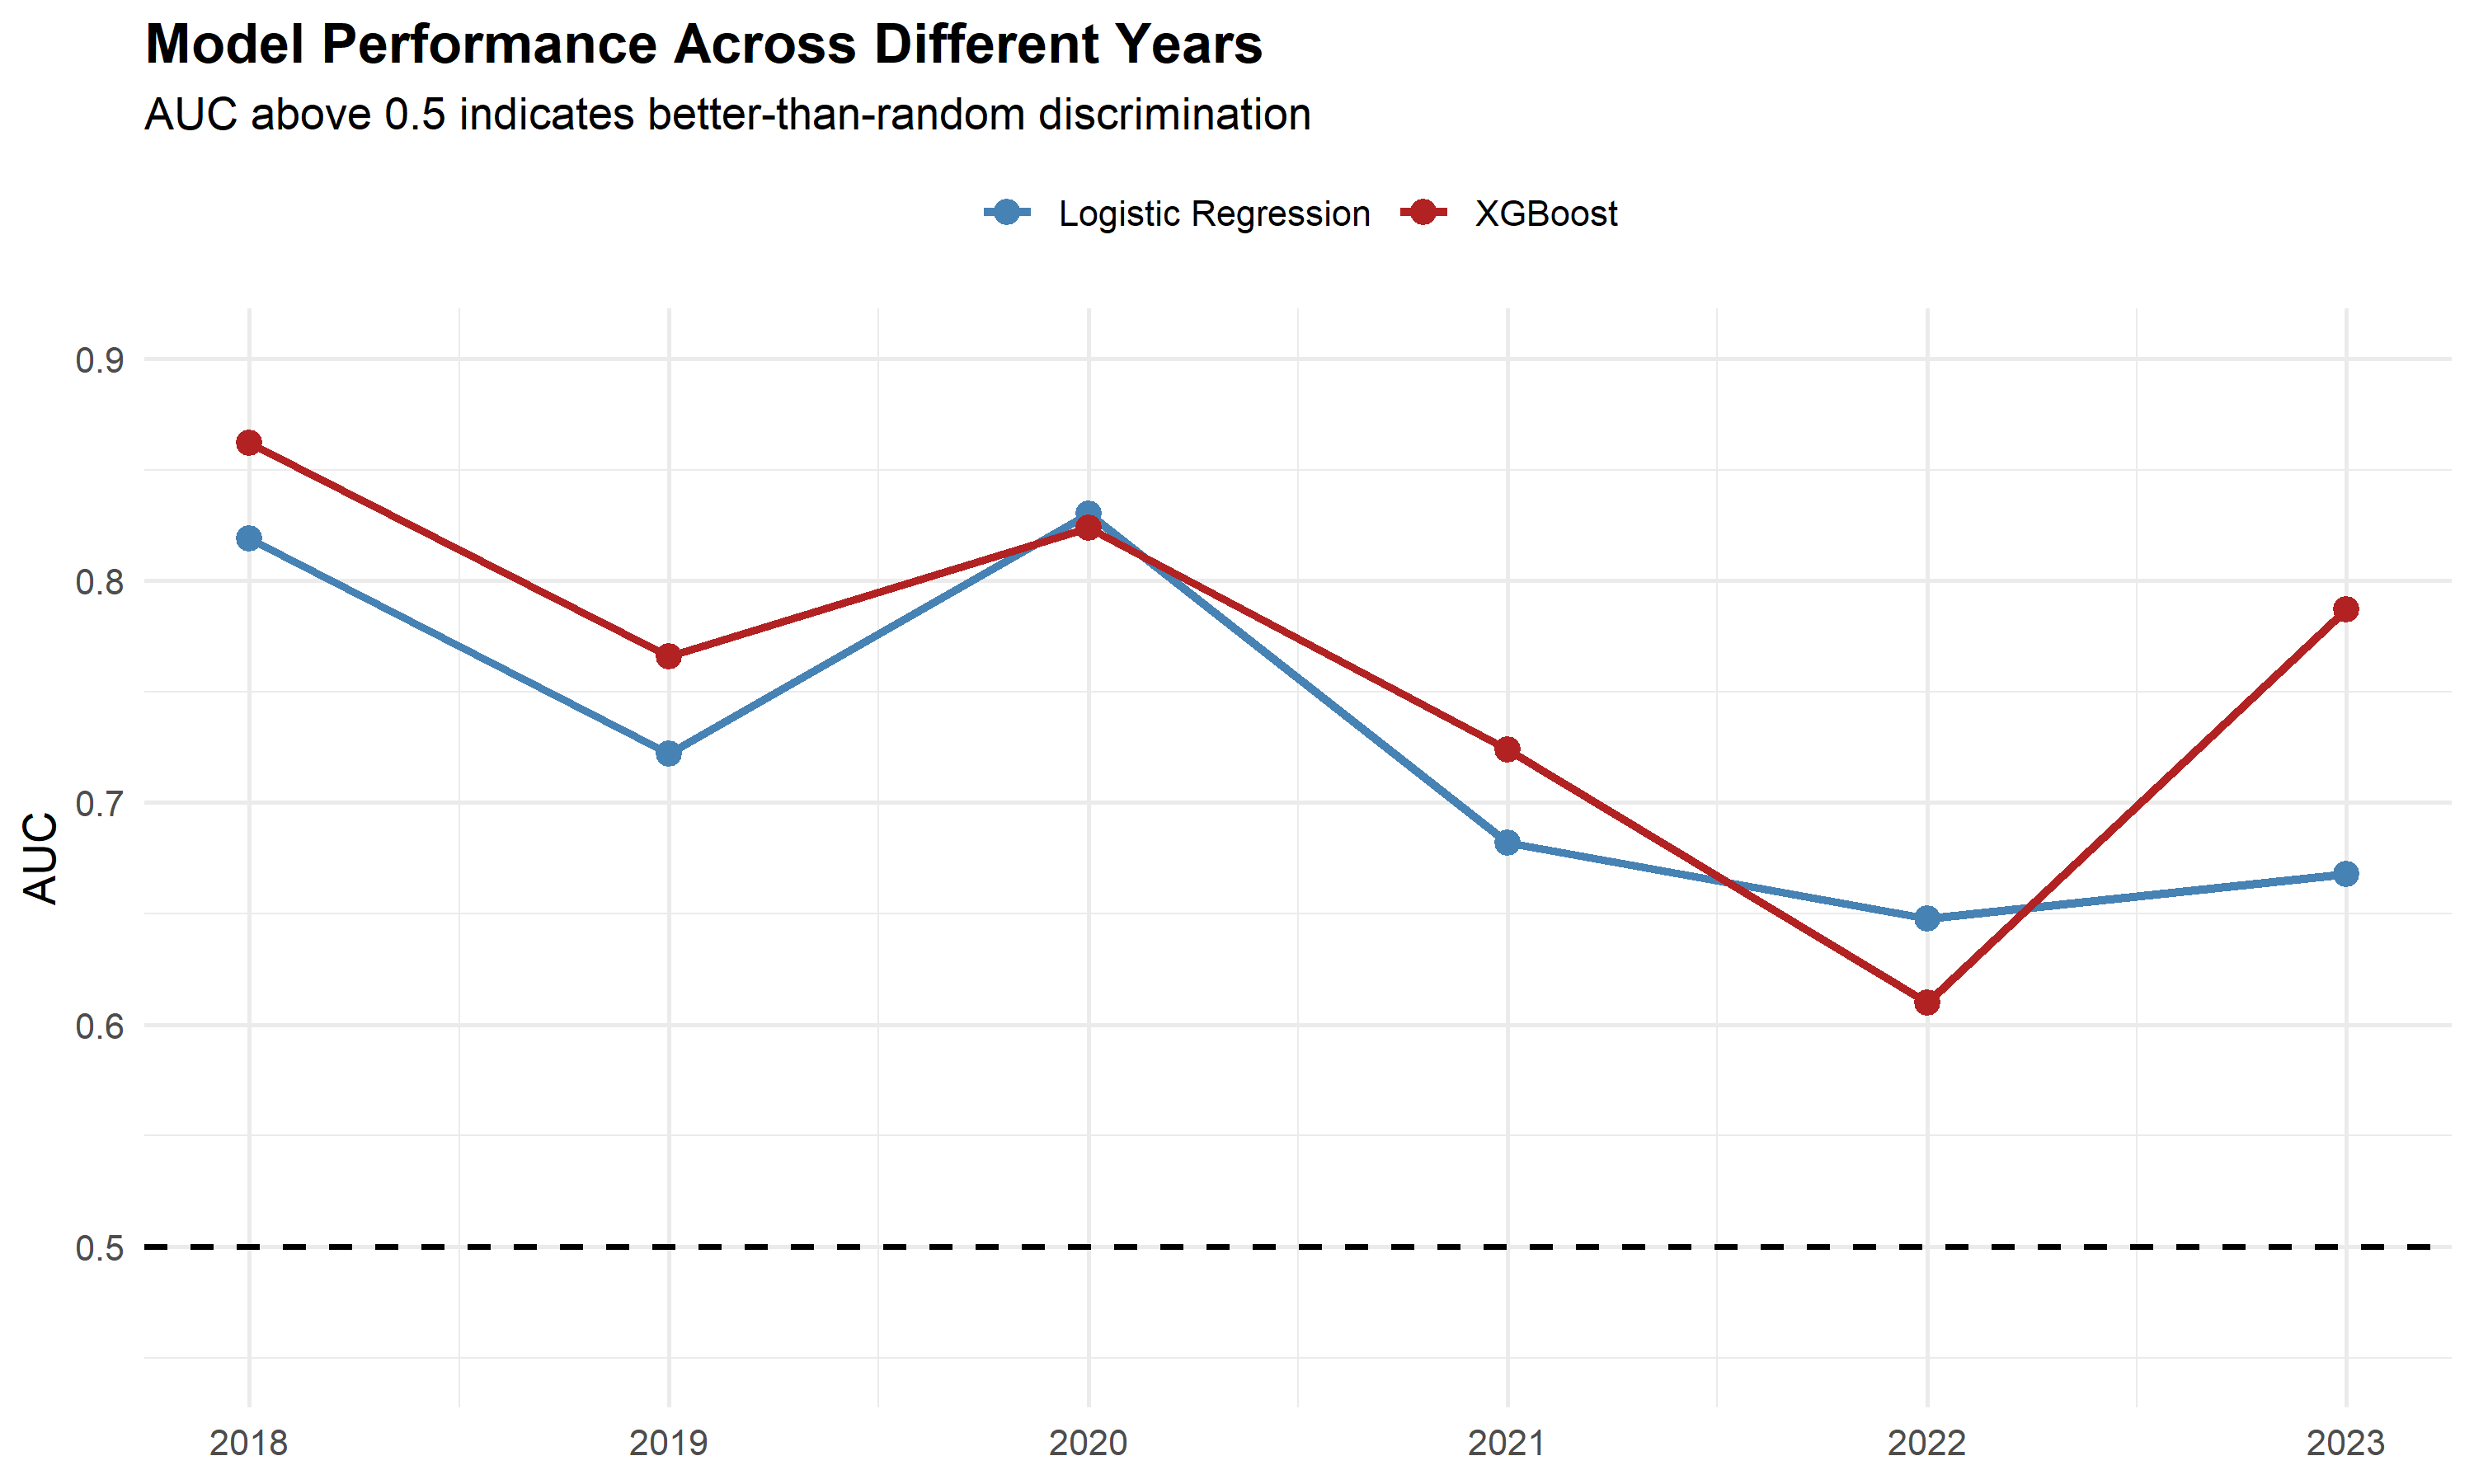 Model Performance Across Different Years
AUC above 0.5 indicates better-than-random discrimination
Logistic Regression XGBoost
0.9
0.8
0.7
0.6
0.5
AUC
2018 2019 2020 2021 2022 2023